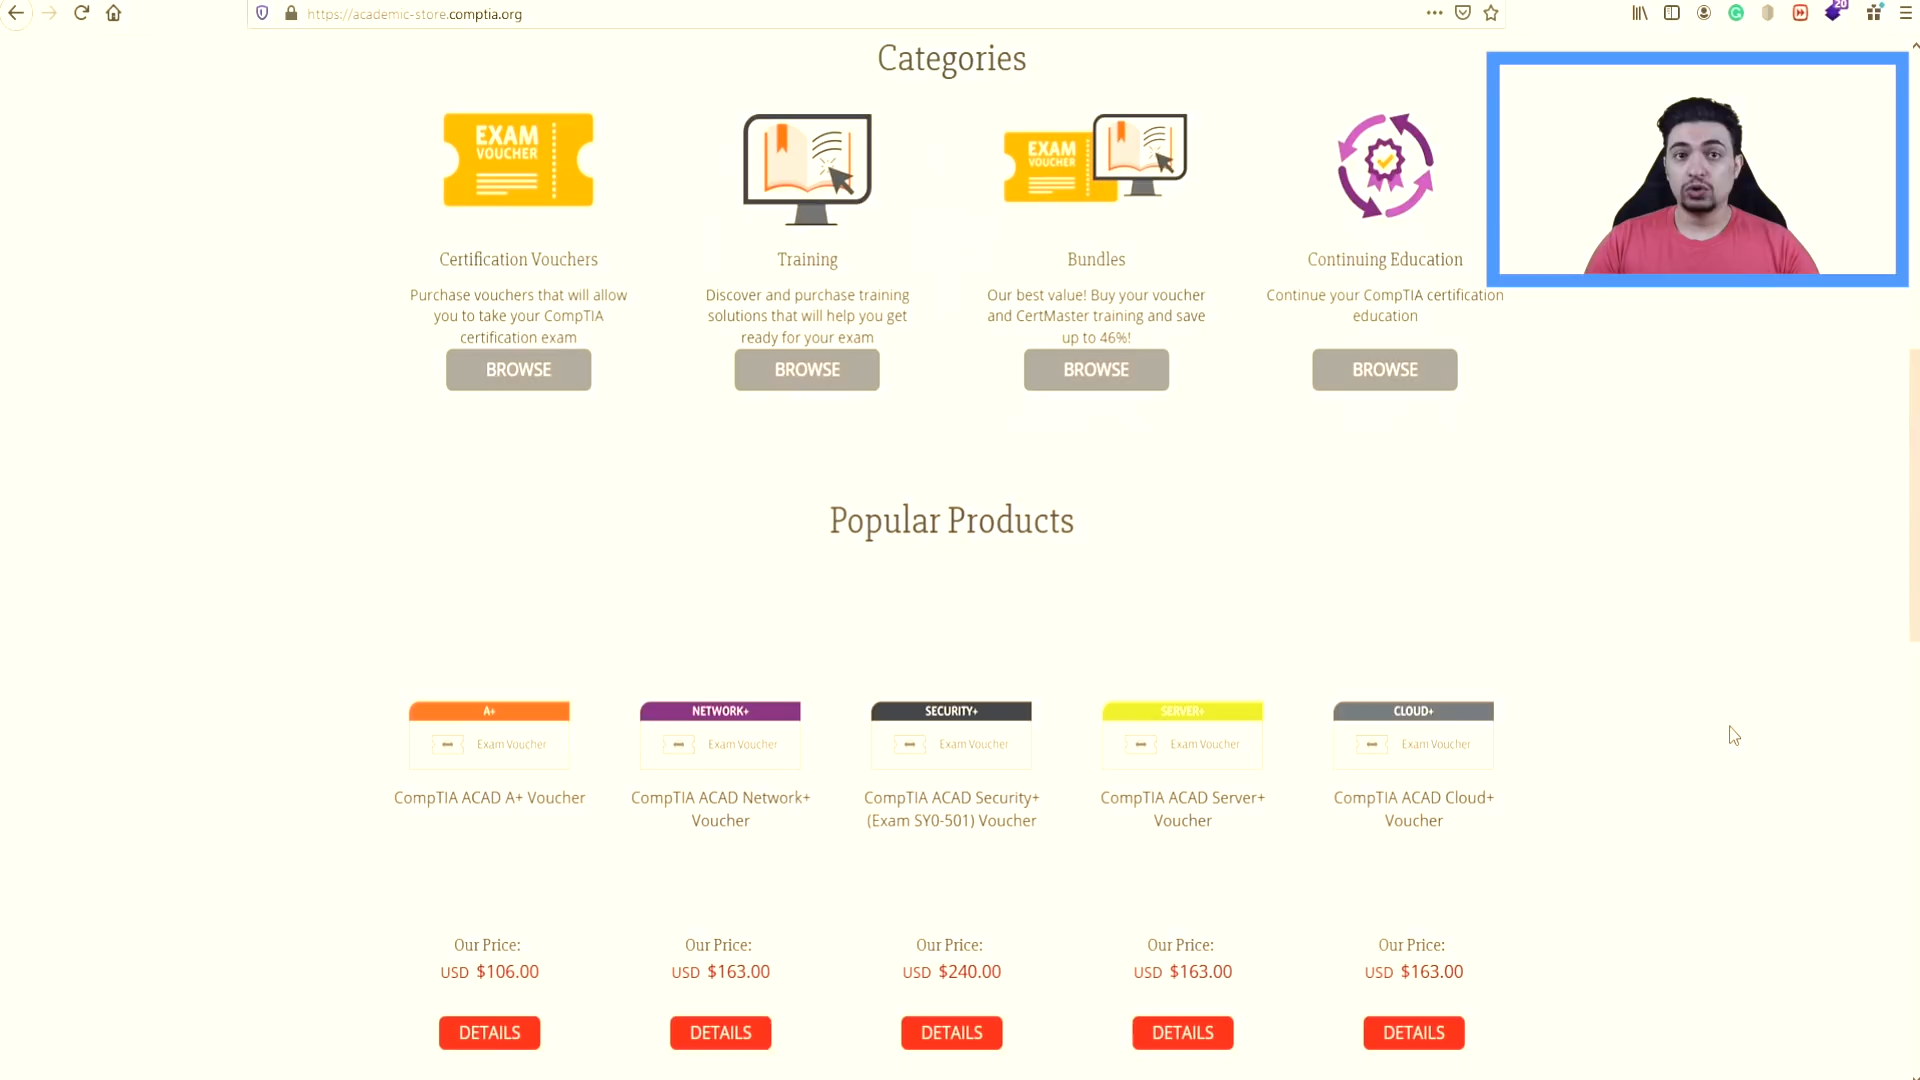 https://academic-store.comptia.org
20
Categories
EXAM
VOUCHER
EXAM
VOUCHER
Certification Vouchers
Training
Bundles
Continuing Education
Purchase vouchers that will allow
you to take your CompTIA
certification exam
Discover and purchase training
solutions that will help you get
ready for your exam
Our best value! Buy your voucher
and CertMaster training and save
up to 46%!
Continue your CompTIA certification
education
BROWSE
BROWSE
BROWSE
BROWSE
Popular Products
A+
NETWORK+
SECURITY+
SERVER+
CLOUD+
Exam Voucher
Exam Voucher
Exam Voucher
Exam Voucher
Exam Voucher
CompTIA ACAD A+ Voucher
CompTIA ACAD Network+
Voucher
CompTIA ACAD Security+
(Exam SY0-501) Voucher
CompTIA ACAD Server+
Voucher
CompTIA ACAD Cloud+
Voucher
Our Price:
Our Price:
Our Price:
Our Price:
Our Price:
USD $106.00
USD $163.00
USD $240.00
USD $163.00
USD $163.00
DETAILS
DETAILS
DETAILS
DETAILS
DETAILS